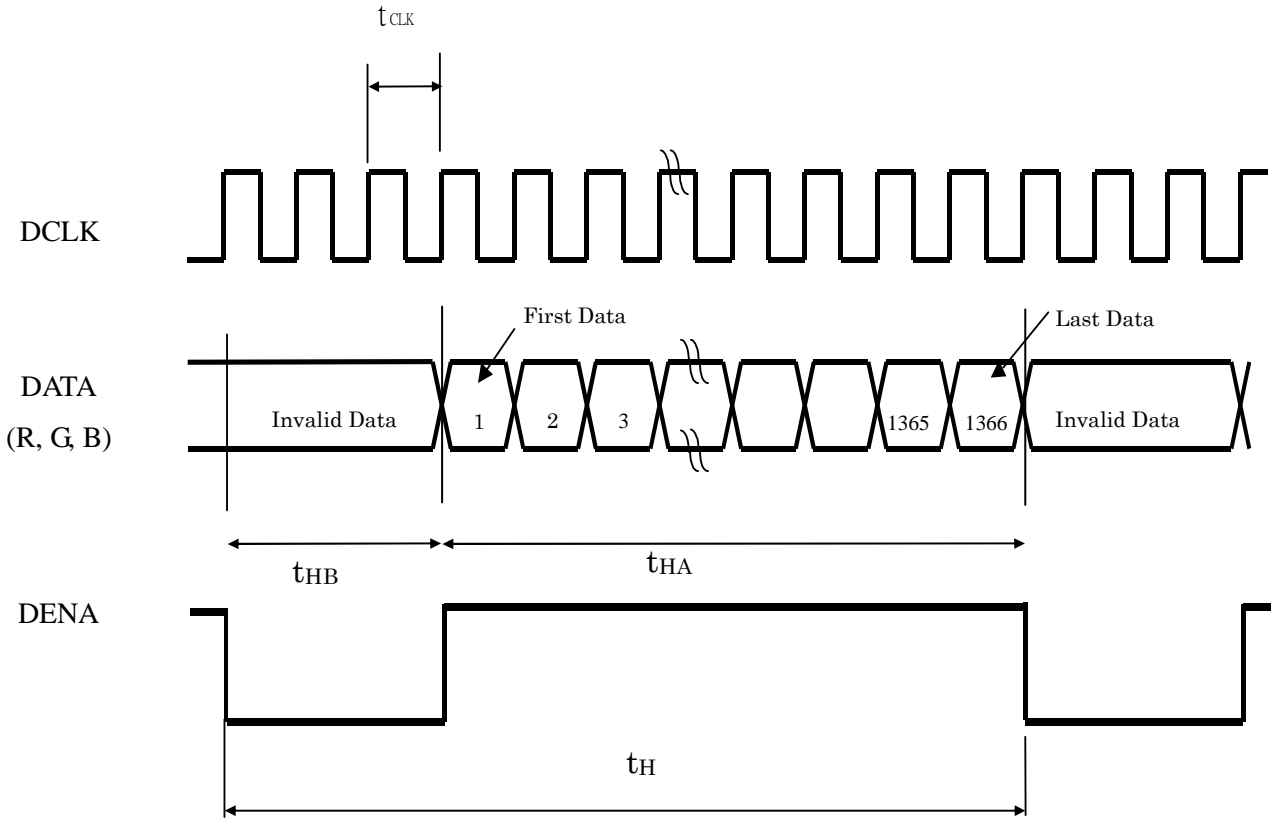 tCLK
DCLK
First Data
Last Data
DATA
(R, G, B)
Invalid Data
1
2
3
1365
1366
Invalid Data
tHB
tHA
DENA
tH